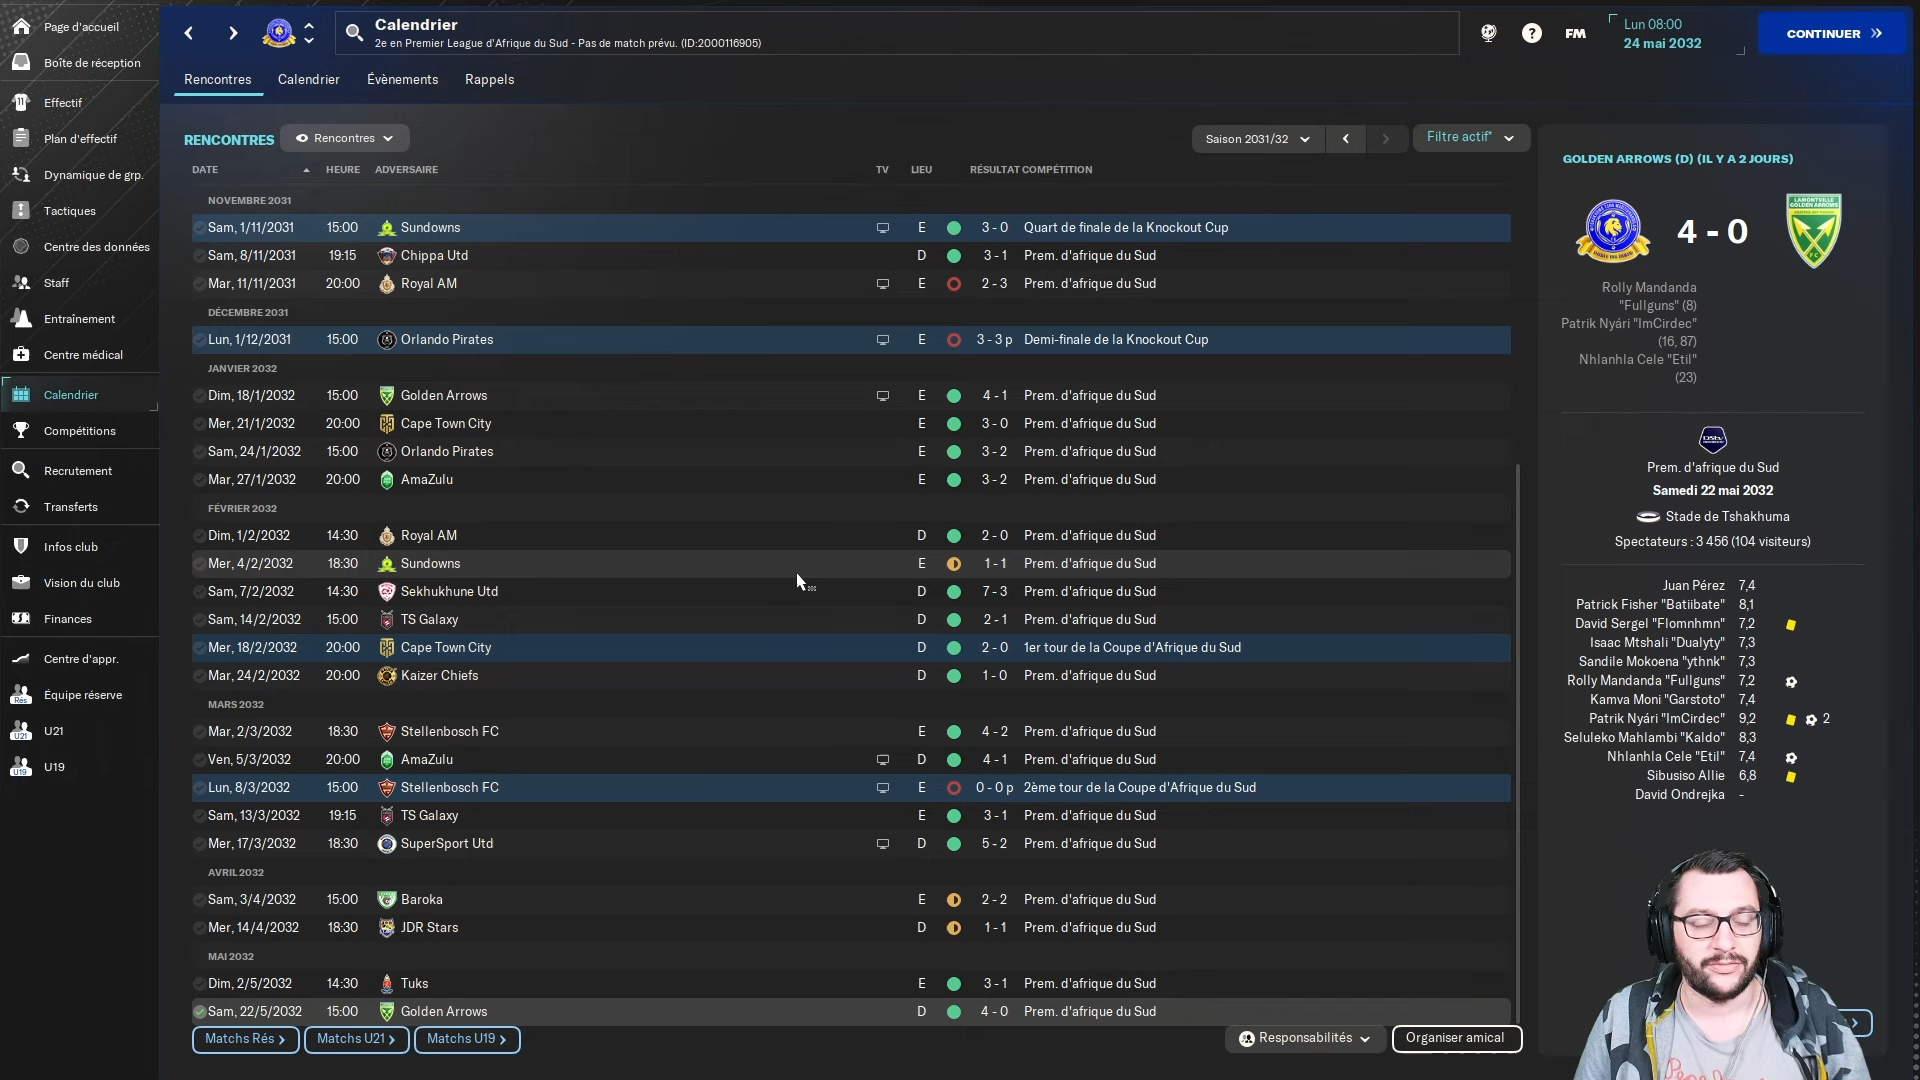 Page d'accueil
Boîte de réception
Effectif
Plan d'effectif
Dynamique de grp.
Tactiques
Centre des données
Staff
Entraînement
Centre médical
Calendrier
Compétitions
Recrutement
Transferts
Infos club
Vision du club
Finances
Centre d'appr.
Équipe réserve
U21
U19
Calendrier
2e en Premier League d'Afrique du Sud - Pas de match prévu. (ID:2000116905)
FM
Lun 08:00
24 mai 2032
CONTINUER
Rencontres Calendrier Évènements Rappels
RENCONTRES Rencontres
Saison 2031/32 Filtre actif*
DATE HEURE ADVERSAIRE TV LIEU RÉSULTAT COMPÉTITION
NOVEMBRE 2031
Sam, 1/11/2031 15:00 Sundowns E 3 - 0 Quart de finale de la Knockout Cup
Sam, 8/11/2031 19:15 Chippa Utd D 3 - 1 Prem. d'afrique du Sud
Mar, 11/11/2031 20:00 Royal AM E 2 - 3 Prem. d'afrique du Sud
DÉCEMBRE 2031
Lun, 1/12/2031 15:00 Orlando Pirates E 3 - 3 p Demi-finale de la Knockout Cup
JANVIER 2032
Dim, 18/1/2032 15:00 Golden Arrows E 4 - 1 Prem. d'afrique du Sud
Mer, 21/1/2032 20:00 Cape Town City E 3 - 0 Prem. d'afrique du Sud
Sam, 24/1/2032 15:00 Orlando Pirates E 3 - 2 Prem. d'afrique du Sud
Mar, 27/1/2032 20:00 AmaZulu E 3 - 2 Prem. d'afrique du Sud
FÉVRIER 2032
Dim, 1/2/2032 14:30 Royal AM D 2 - 0 Prem. d'afrique du Sud
Mer, 4/2/2032 18:30 Sundowns E 1 - 1 Prem. d'afrique du Sud
Sam, 7/2/2032 14:30 Sekhukhune Utd D 7 - 3 Prem. d'afrique du Sud
Sam, 14/2/2032 15:00 TS Galaxy D 2 - 1 Prem. d'afrique du Sud
Mer, 18/2/2032 20:00 Cape Town City D 2 - 0 1er tour de la Coupe d'Afrique du Sud
Mar, 24/2/2032 20:00 Kaizer Chiefs D 1 - 0 Prem. d'afrique du Sud
MARS 2032
Mar, 2/3/2032 18:30 Stellenbosch FC E 4 - 2 Prem. d'afrique du Sud
Ven, 5/3/2032 20:00 AmaZulu D 4 - 1 Prem. d'afrique du Sud
Lun, 8/3/2032 15:00 Stellenbosch FC E 0 - 0 p 2ème tour de la Coupe d'Afrique du Sud
Sam, 13/3/2032 19:15 TS Galaxy E 3 - 1 Prem. d'afrique du Sud
Mer, 17/3/2032 18:30 SuperSport Utd D 5 - 2 Prem. d'afrique du Sud
AVRIL 2032
Sam, 3/4/2032 15:00 Baroka E 2 - 2 Prem. d'afrique du Sud
Mer, 14/4/2032 18:30 JDR Stars D 1 - 1 Prem. d'afrique du Sud
MAI 2032
Dim, 2/5/2032 14:30 Tuks E 3 - 1 Prem. d'afrique du Sud
Sam, 22/5/2032 15:00 Golden Arrows D 4 - 0 Prem. d'afrique du Sud
Matchs Rés Matchs U21 Matchs U19
Responsabilités Organiser amical
GOLDEN ARROWS (D) (IL Y A 2 JOURS)
4 - 0
Rolly Mandanda
"Fullguns" (8)
Patrik Nyári "ImCirdec"
(16, 87)
Nhlanhla Cele "Etil"
(23)
Prem. d'afrique du Sud
Samedi 22 mai 2032
Stade de Tshakhuma
Spectateurs : 3 456 (104 visiteurs)
Juan Pérez 7,4
Patrick Fisher "Batiibate" 8,1
David Sergel "Flomnhmn" 7,2
Isaac Mtshali "Dualyty" 7,3
Sandile Mokoena "ythnk" 7,3
Rolly Mandanda "Fullguns" 7,2
Kamva Moni "Garstoto" 7,4
Patrik Nyári "ImCirdec" 9,2 2
Seluleko Mahlambi "Kaldo" 8,3
Nhlanhla Cele "Etil" 7,4
Sibusiso Allie 6,8
David Ondrejka -